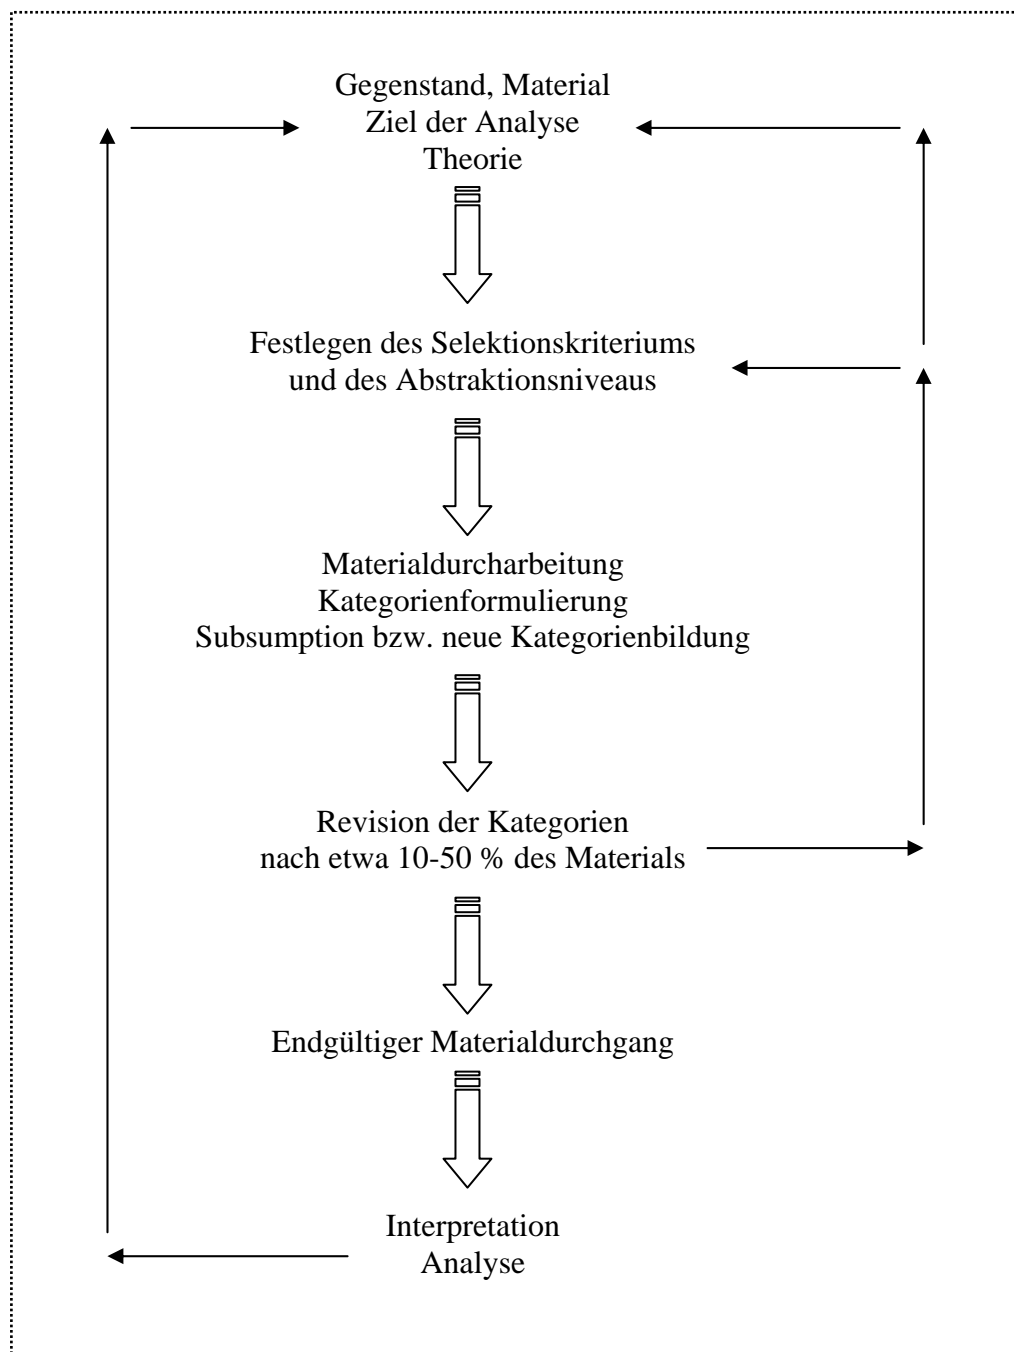 Gegenstand, Material
Ziel der Analyse
Theorie
Festlegen des Selektionskriteriums
und des Abstraktionsniveaus
Materialdurcharbeitung
Kategorienformulierung
Subsumption bzw. neue Kategorienbildung
Revision der Kategorien
nach etwa 10-50 % des Materials
Endgültiger Materialdurchgang
Interpretation
Analyse